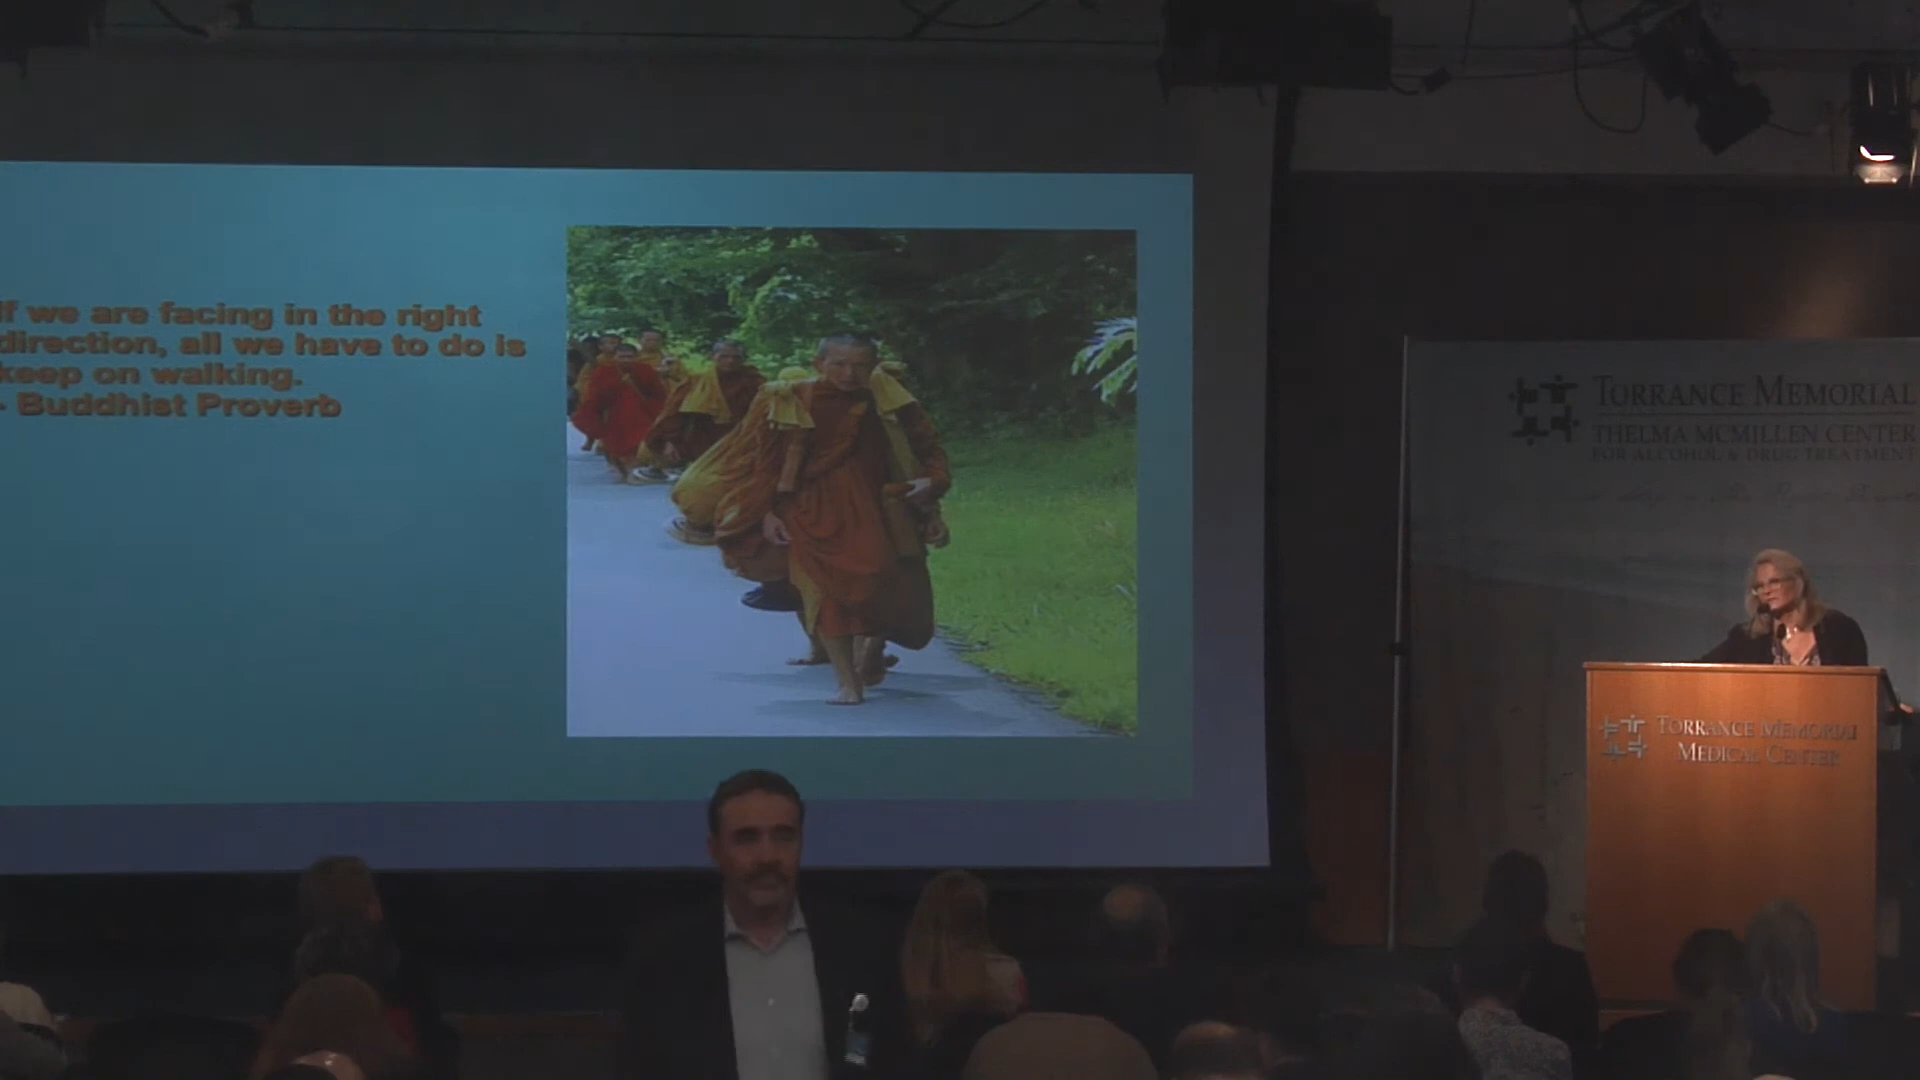 If we are facing in the right
direction, all we have to do is
keep on walking.
- Buddhist Proverb
TORRANCE MEMORIAL
THELMA MCMILLEN CENTER
FOR ALCOHOL & DRUG TREATMENT
TORRANCE MEMORIAL
MEDICAL CENTER